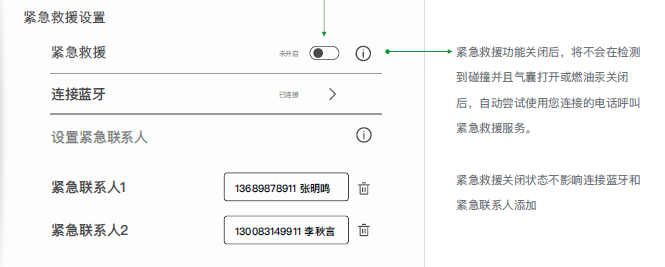 紧急救援设置
紧急救援 未开启
连接蓝牙 已连接
设置紧急联系人
紧急联系人1 13689878911 张明鸣
紧急联系人2 130083149911 李秋言
紧急救援功能关闭后，将不会在检测
到碰撞并且气囊打开或燃油汞关闭
后，自动尝试使用您连接的电话呼叫
紧急救援服务。
紧急救援关闭状态不影响连接蓝牙和
紧急联系人添加